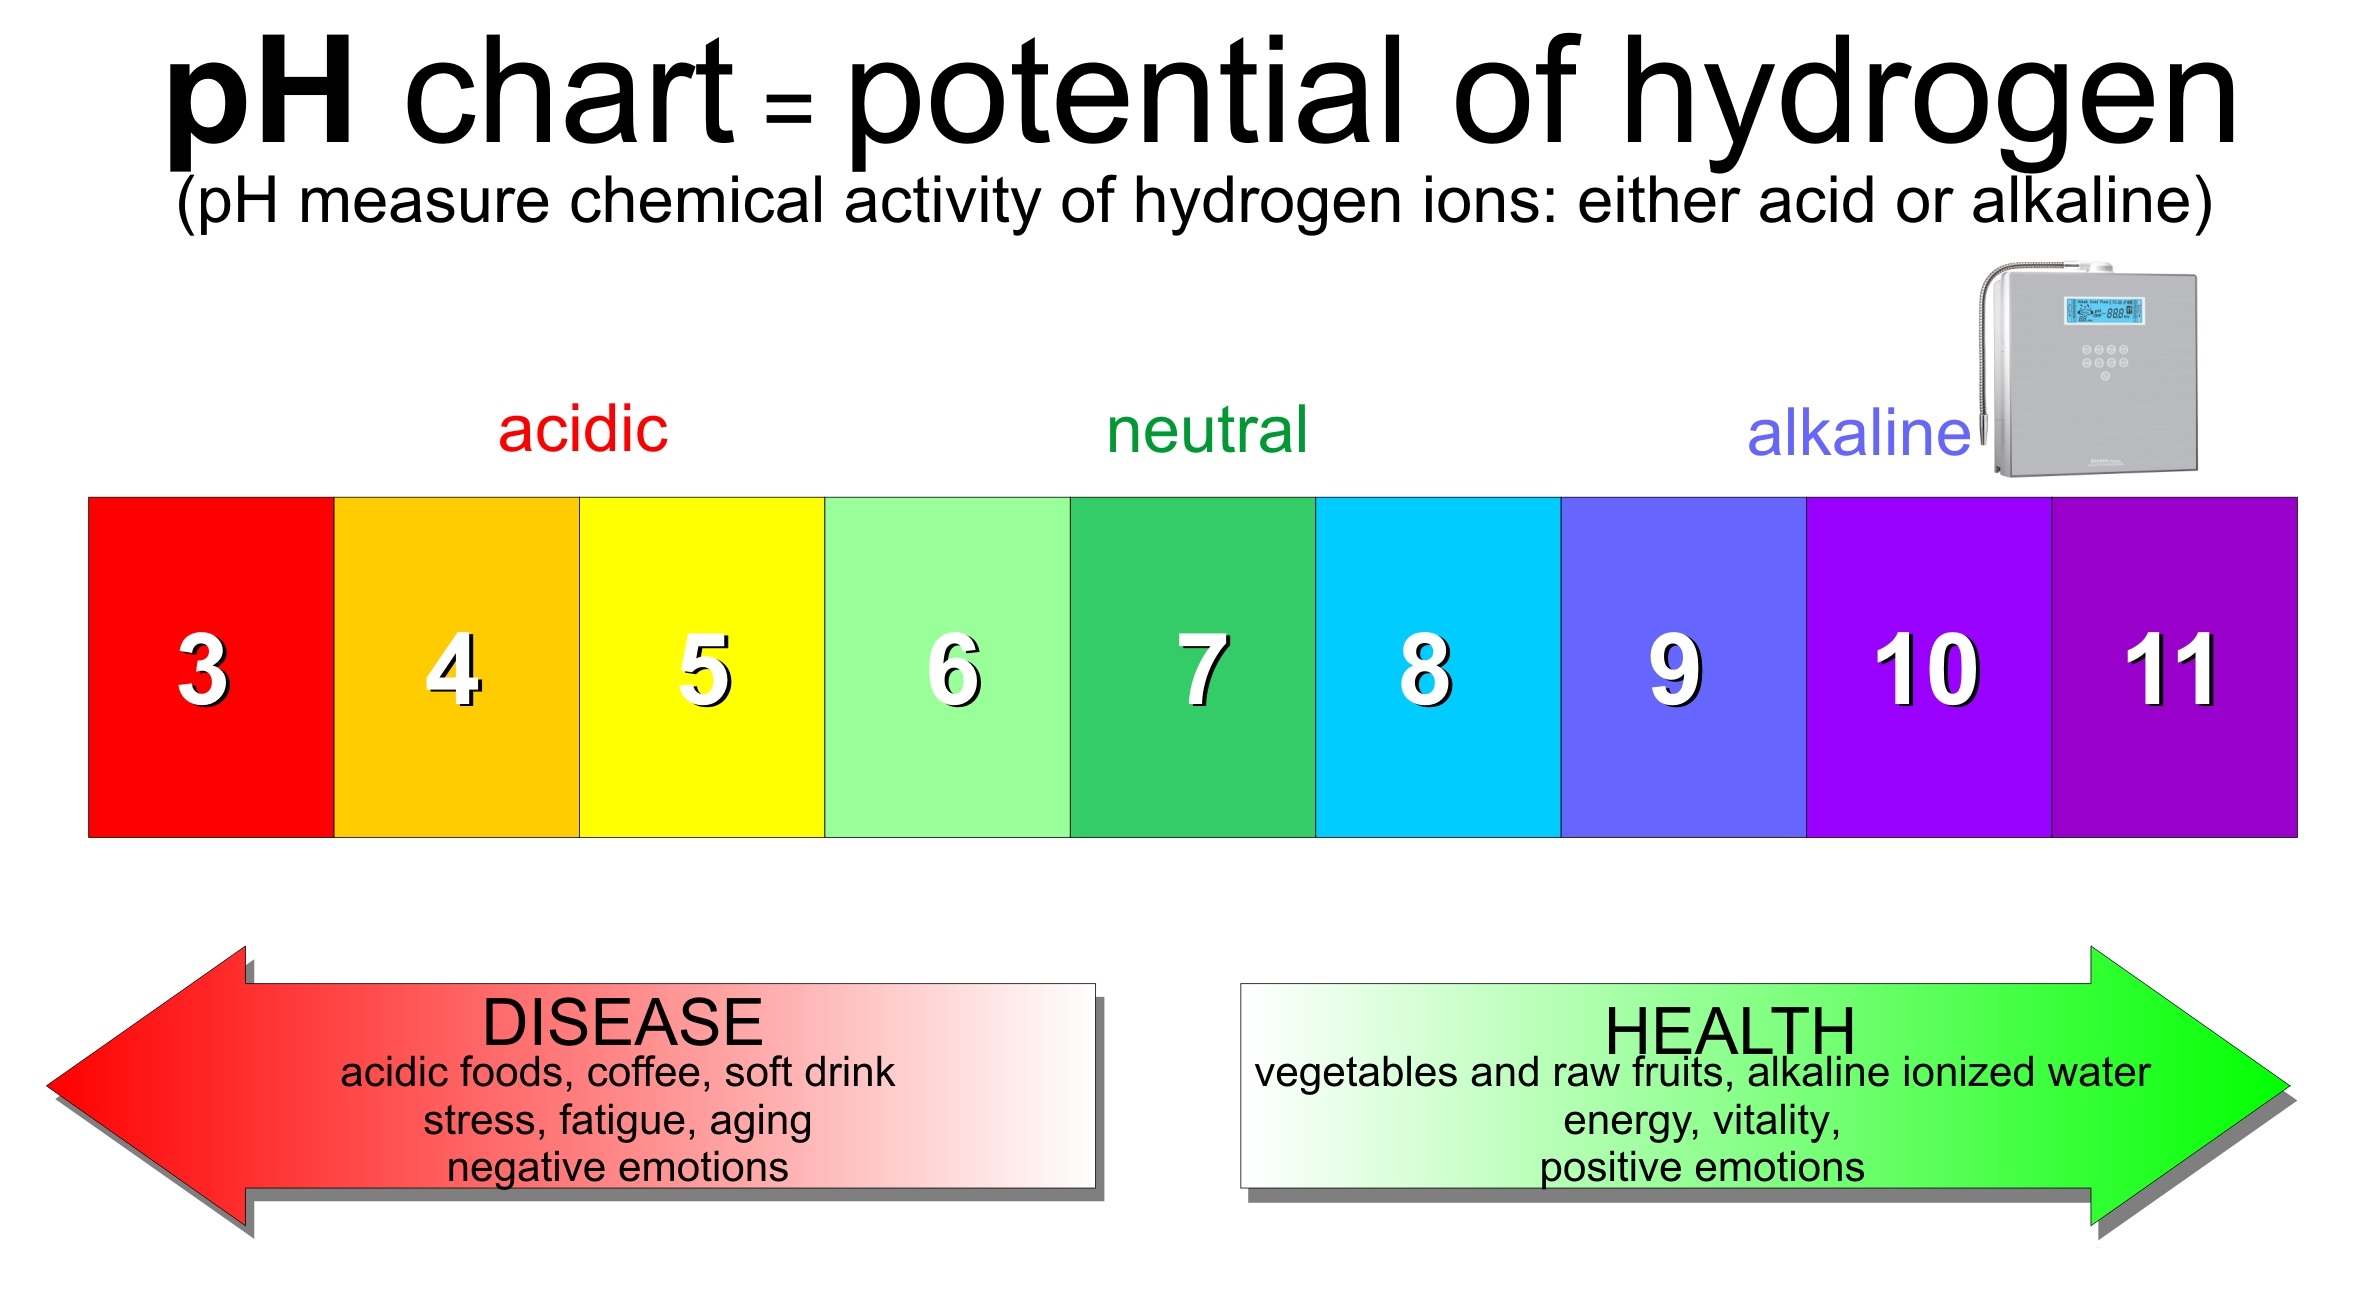 pH chart = potential of hydrogen
(pH measure chemical activity of hydrogen ions: either acid or alkaline)
acidic neutral alkaline
3 4 5 6 7 8 9 10 11
DISEASE
acidic foods, coffee, soft drink
stress, fatigue, aging
negative emotions
HEALTH
vegetables and raw fruits, alkaline ionized water
energy, vitality,
positive emotions